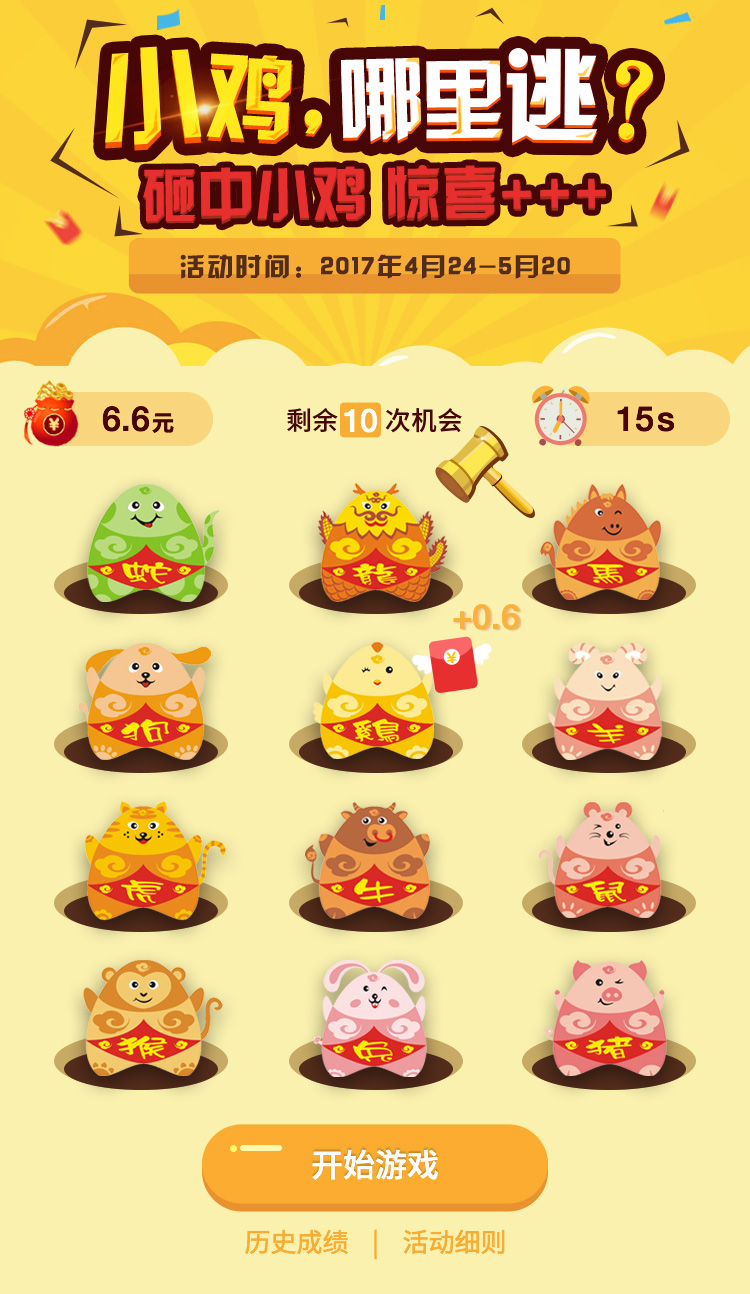 小鸡,哪里逃?
砸中小鸡 惊喜+++
活动时间：2017年4月24-5月20
6.6元
剩余10次机会
15s
蛇
龍
馬
+0.6
狗
鷄
羊
虎
牛
鼠
猴
兔
猪
开始游戏
历史成绩 | 活动细则